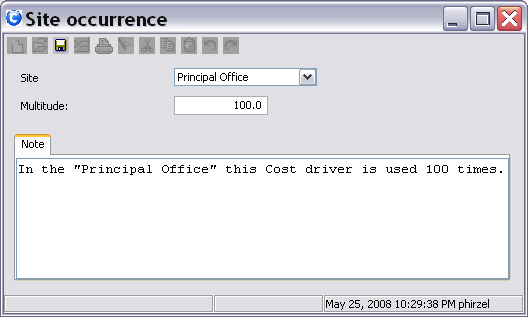 Site occurrence
Site
Principal Office
Multitude:
100.0
Note
In the "Principal Office" this Cost driver is used 100 times.
May 25, 2008 10:29:38 PM phirzel